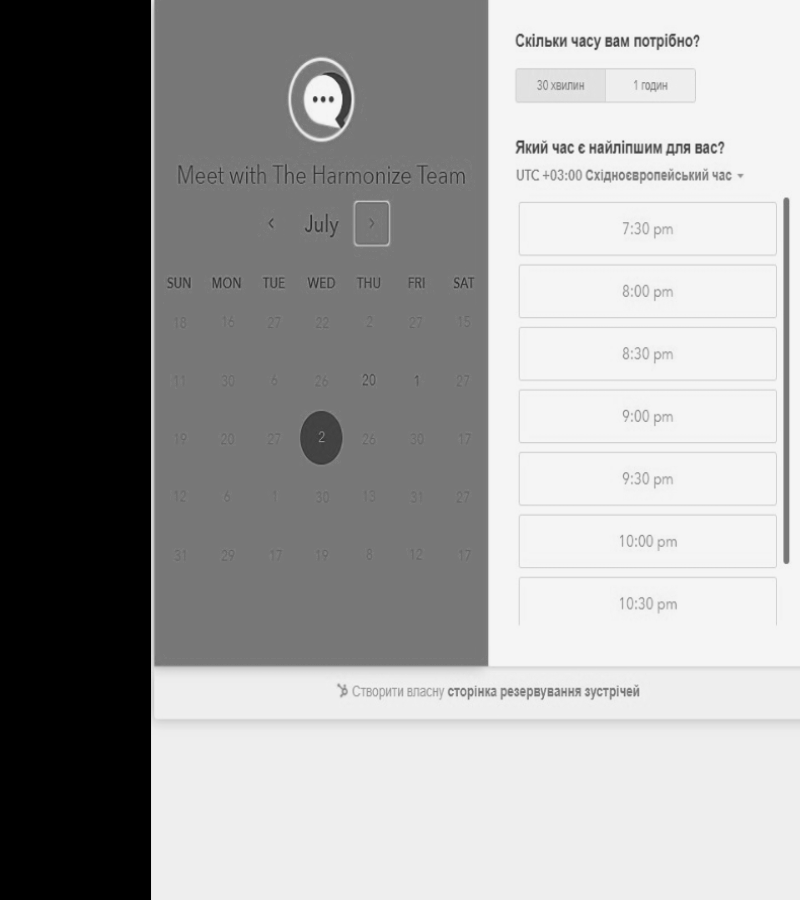 Meet with The Harmonize Team
July
SUN MON TUE WED THU FRI SAT
18 16 27 22 2 27 15
11 30 6 26 20 1 27
19 20 27 2 26 30 17
12 6 1 30 13 31 27
31 29 17 19 8 12 17
Скільки часу вам потрібно?
30 хвилин 1 годин
Який час є найліпшим для вас?
UTC +03:00 Східноєвропейський час
7:30 pm
8:00 pm
8:30 pm
9:00 pm
9:30 pm
10:00 pm
10:30 pm
Створити власну сторінка резервування зустрічей